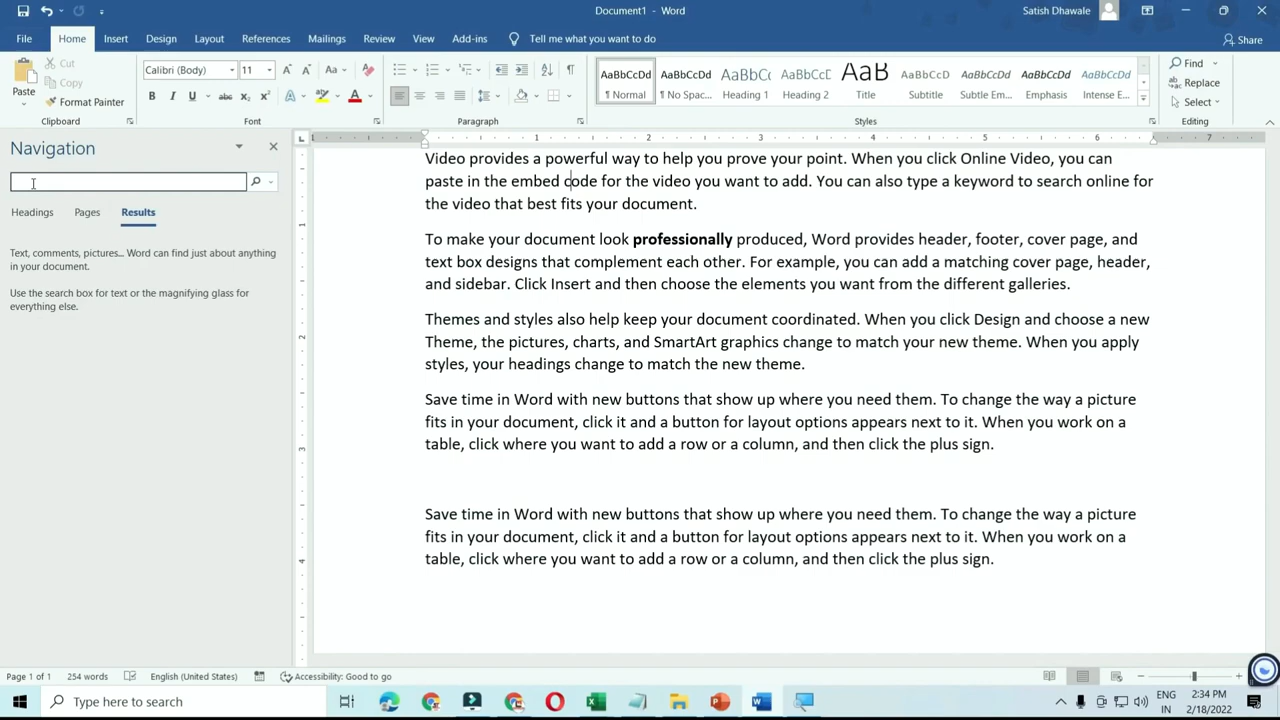 Document1 - Word
Satish Dhawale
File Home Insert Design Layout References Mailings Review View Add-ins Tell me what you want to do Share
Paste
Cut
Copy
Format Painter
Clipboard
Calibri (Body) 11
Font
Paragraph
AaBbCcDd AaBbCcDd AaBbC AaBbCcD AaB AaBbCcD AaBbCcDd AaBbCcDd AaBbCcDd
¶ Normal ¶ No Spac... Heading 1 Heading 2 Title Subtitle Subtle Em... Emphasis Intense E...
Styles
Find
Replace
Select
Editing
Navigation
Headings Pages Results
Text, comments, pictures... Word can find just about anything
in your document.
Use the search box for text or the magnifying glass for
everything else.
1 1 2 3 4 5 6 7
1
2
3
4
Video provides a powerful way to help you prove your point. When you click Online Video, you can
paste in the embed code for the video you want to add. You can also type a keyword to search online for
the video that best fits your document.
To make your document look professionally produced, Word provides header, footer, cover page, and
text box designs that complement each other. For example, you can add a matching cover page, header,
and sidebar. Click Insert and then choose the elements you want from the different galleries.
Themes and styles also help keep your document coordinated. When you click Design and choose a new
Theme, the pictures, charts, and SmartArt graphics change to match your new theme. When you apply
styles, your headings change to match the new theme.
Save time in Word with new buttons that show up where you need them. To change the way a picture
fits in your document, click it and a button for layout options appears next to it. When you work on a
table, click where you want to add a row or a column, and then click the plus sign.
Save time in Word with new buttons that show up where you need them. To change the way a picture
fits in your document, click it and a button for layout options appears next to it. When you work on a
table, click where you want to add a row or a column, and then click the plus sign.
Page 1 of 1 254 words English (United States) Accessibility: Good to go
Type here to search
ENG
IN
2:34 PM
2/18/2022